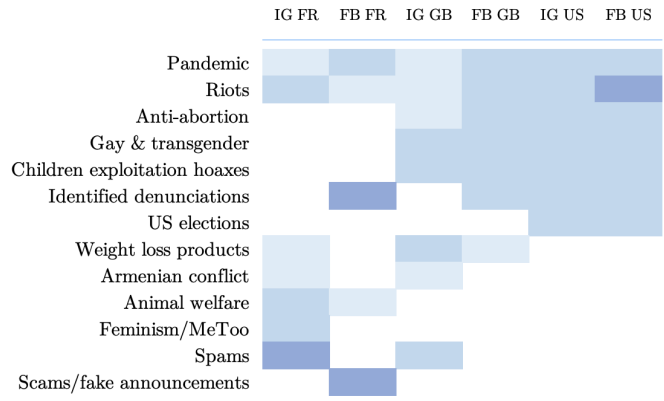 IG FR FB FR IG GB FB GB IG US FB US
Pandemic
Riots
Anti-abortion
Gay & transgender
Children exploitation hoaxes
Identified denunciations
US elections
Weight loss products
Armenian conflict
Animal welfare
Feminism/MeToo
Spams
Scams/fake announcements